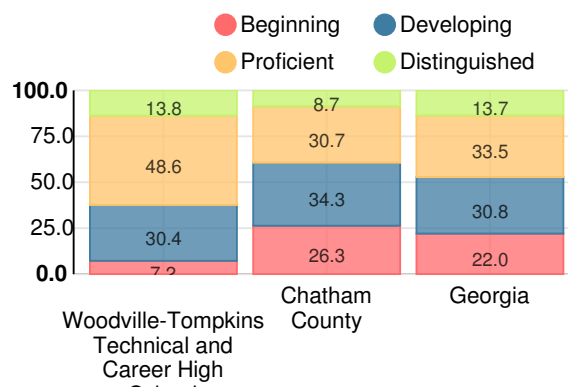 Beginning Developing
Proficient Distinguished
100.0
75.0
50.0
25.0
0.0
13.8 8.7 13.7
48.6 30.7 33.5
30.4 34.3 30.8
7.2 26.3 22.0
Woodville-Tompkins
Technical and
Career High
Chatham
County
Georgia